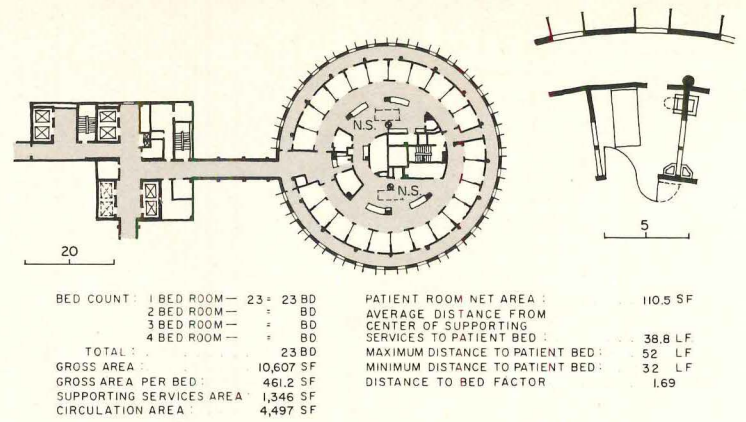 N.S.
N.S.
20
5
BED COUNT: 1 BED ROOM — 23 = 23 BD
2 BED ROOM — = BD
3 BED ROOM — = BD
4 BED ROOM — = BD
TOTAL: 23 BD
GROSS AREA: 10,607 SF
GROSS AREA PER BED: 461.2 SF
SUPPORTING SERVICES AREA: 1,346 SF
CIRCULATION AREA: 4,497 SF
PATIENT ROOM NET AREA: 110.5 SF
AVERAGE DISTANCE FROM
CENTER OF SUPPORTING
SERVICES TO PATIENT BED: 38.8 LF
MAXIMUM DISTANCE TO PATIENT BED: 52 LF
MINIMUM DISTANCE TO PATIENT BED: 32 LF
DISTANCE TO BED FACTOR 1.69